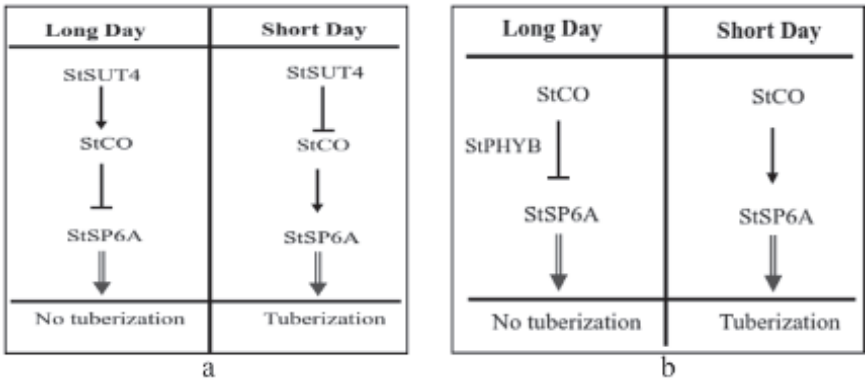 Long Day Short Day
StSUT4 StSUT4
StCO StCO
StSP6A StSP6A
No tuberization Tuberization
a
Long Day Short Day
StCO StCO
StPHYB
StSP6A StSP6A
No tuberization Tuberization
b